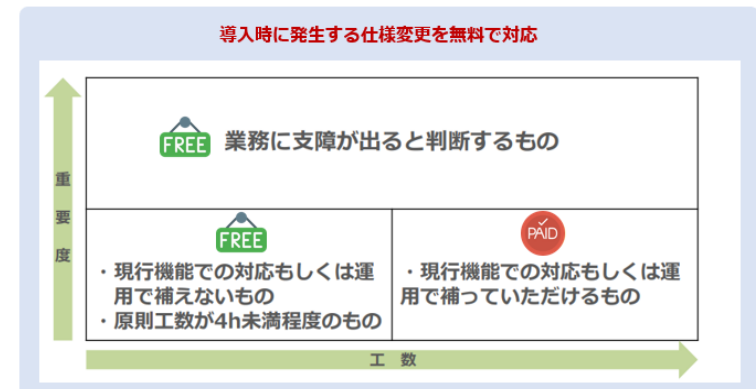 導入時に発生する仕様変更を無料で対応
重要度
FREE 業務に支障が出ると判断するもの
FREE
・現行機能での対応もしくは運
用で補えないもの
・原則工数が4h未満程度のもの
PAID
・現行機能での対応もしくは運
用で補っていただけるもの
工 数